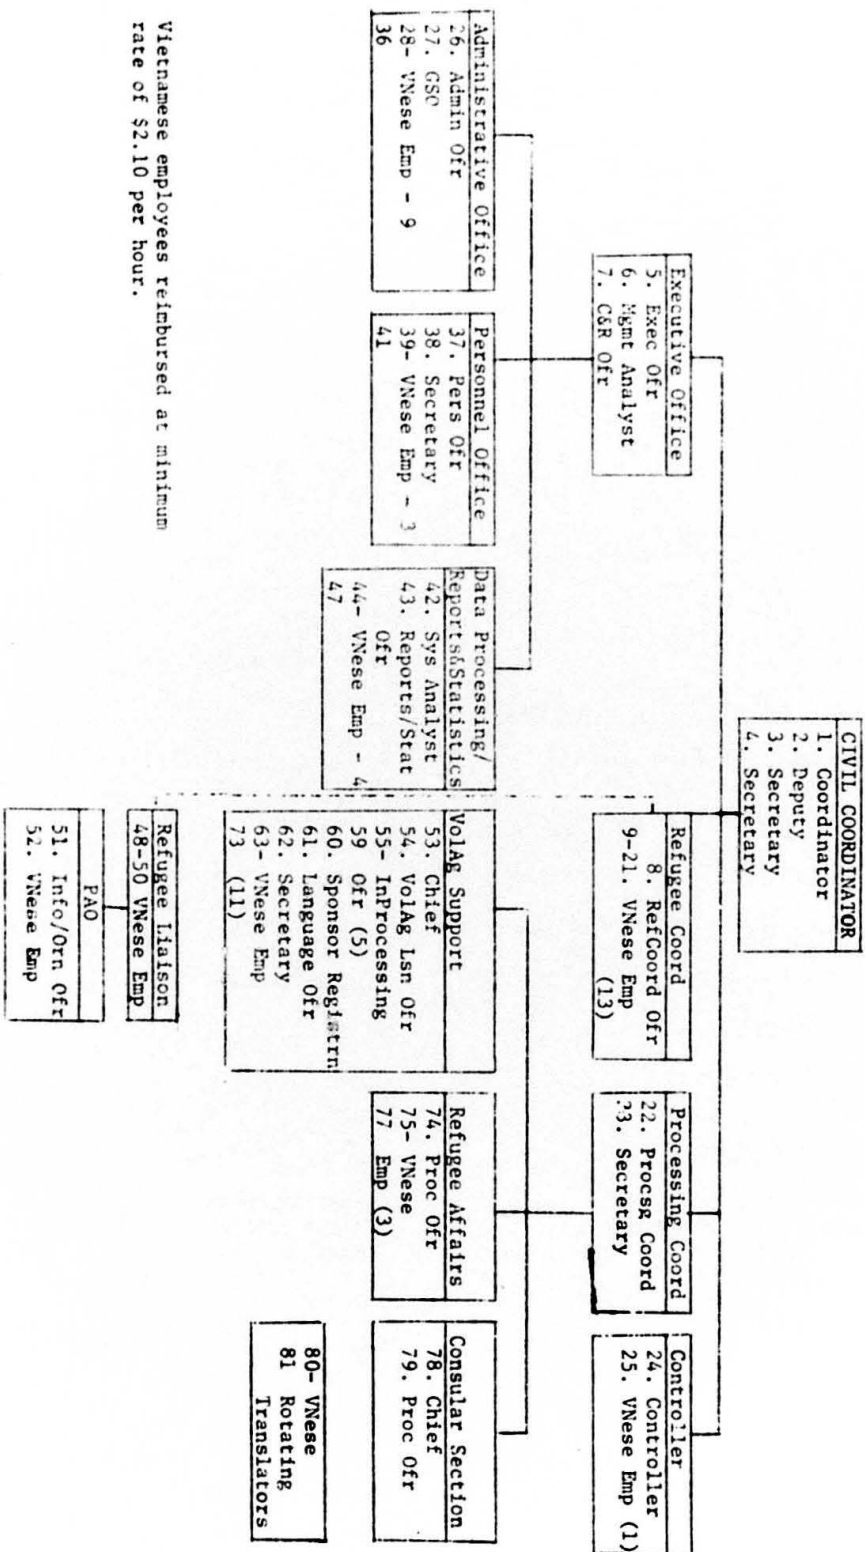 CIVIL COORDINATOR
1. Coordinator
2. Deputy
3. Secretary
4. Secretary
Executive Office
5. Exec Ofr
6. Mgmt Analyst
7. C&R Ofr
Refugee Coord
8. RefCoord Ofr
9-21. VNese Emp
(13)
Processing Coord
22. Procsg Coord
23. Secretary
Controller
24. Controller
25. VNese Emp (1)
Administrative Office
26. Admin Ofr
27. GSO
28- VNese Emp - 9
36
Personnel Office
37. Pers Ofr
38. Secretary
39- VNese Emp - 3
41
Data Processing/
Reports&Statistics
42. Sys Analyst
43. Reports/Stat
Ofr
44- VNese Emp - 4
47
VolAg Support
53. Chief
54. VolAg Lsn Ofr
55- InProcessing
59 Ofr (5)
60. Sponsor Registrn
61. Language Ofr
62. Secretary
63- VNese Emp
73 (11)
Refugee Affairs
74. Proc Ofr
75- VNese
77 Emp (3)
Consular Section
78. Chief
79. Proc Ofr
80- VNese
81 Rotating
Translators
Refugee Liaison
48-50 VNese Emp
PAO
51. Info/Orn Ofr
52. VNese Emp
Vietnamese employees reimbursed at minimum
rate of $2.10 per hour.